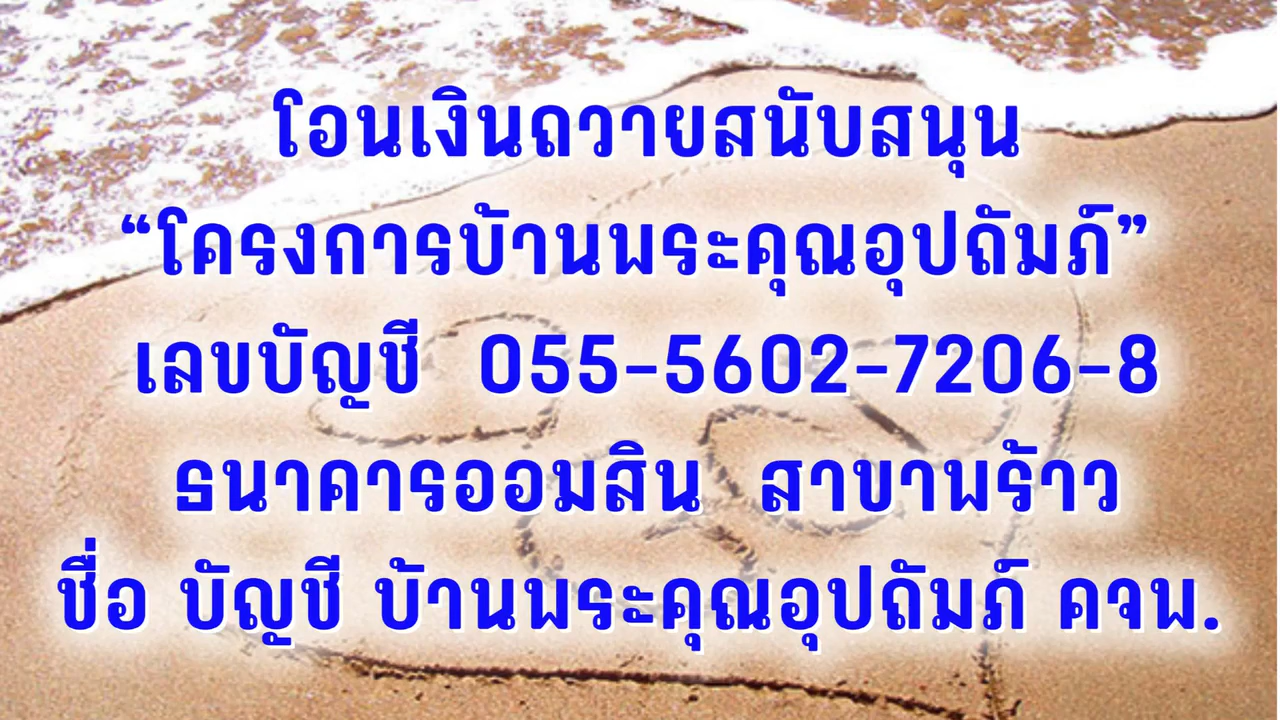 โอนเงินถวายสนับสนุน
“โครงการบ้านพระคุณอุปถัมภ์”
เลขบัญชี 055-5602-7206-8
ธนาคารออมสิน สาขาพร้าว
ชื่อ บัญชี บ้านพระคุณอุปถัมภ์ คจพ.